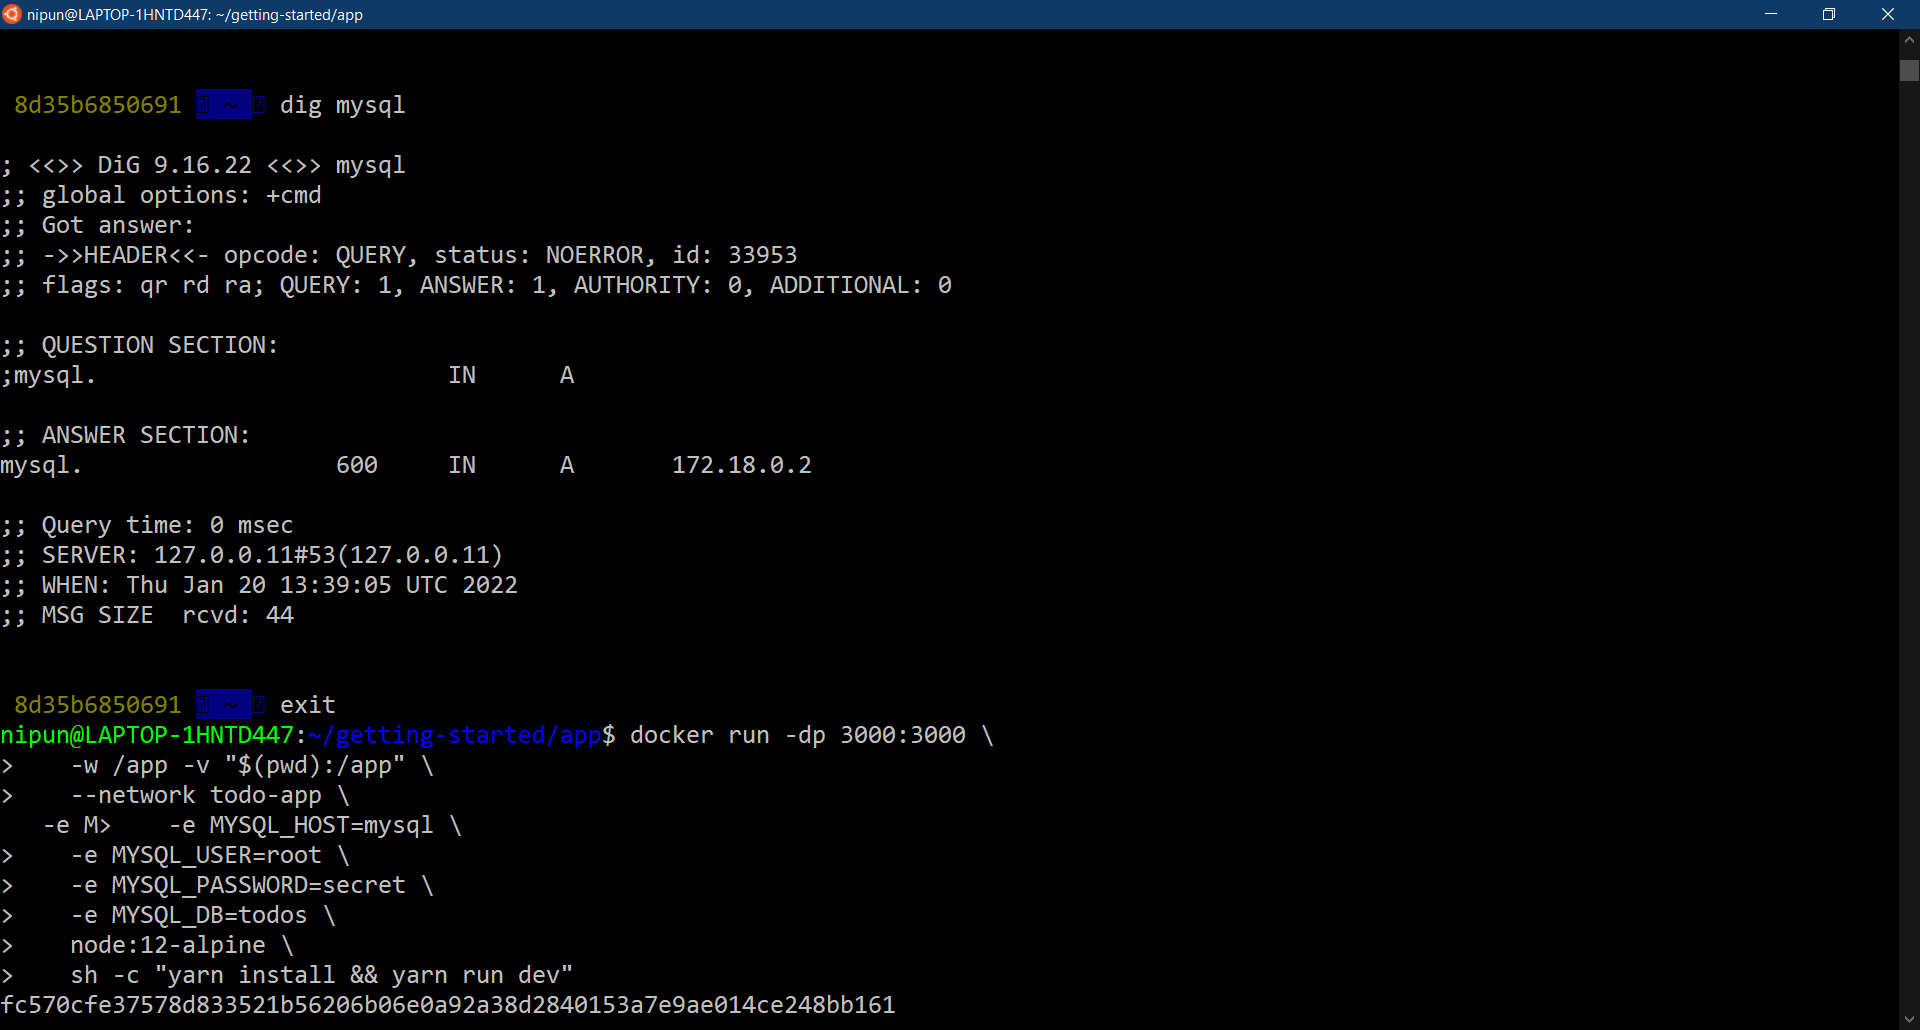 nipun@LAPTOP-1HNTD447: ~/getting-started/app
8d35b6850691 ~ dig mysql
; <<>> DiG 9.16.22 <<>> mysql
;; global options: +cmd
;; Got answer:
;; ->>HEADER<<- opcode: QUERY, status: NOERROR, id: 33953
;; flags: qr rd ra; QUERY: 1, ANSWER: 1, AUTHORITY: 0, ADDITIONAL: 0
;; QUESTION SECTION:
;mysql. IN A
;; ANSWER SECTION:
mysql. 600 IN A 172.18.0.2
;; Query time: 0 msec
;; SERVER: 127.0.0.11#53(127.0.0.11)
;; WHEN: Thu Jan 20 13:39:05 UTC 2022
;; MSG SIZE  rcvd: 44
8d35b6850691 ~ exit
nipun@LAPTOP-1HNTD447:~/getting-started/app$ docker run -dp 3000:3000 \
>    -w /app -v "$(pwd):/app" \
>    --network todo-app \
   -e M>    -e MYSQL_HOST=mysql \
>    -e MYSQL_USER=root \
>    -e MYSQL_PASSWORD=secret \
>    -e MYSQL_DB=todos \
>    node:12-alpine \
>    sh -c "yarn install && yarn run dev"
fc570cfe37578d833521b56206b06e0a92a38d2840153a7e9ae014ce248bb161